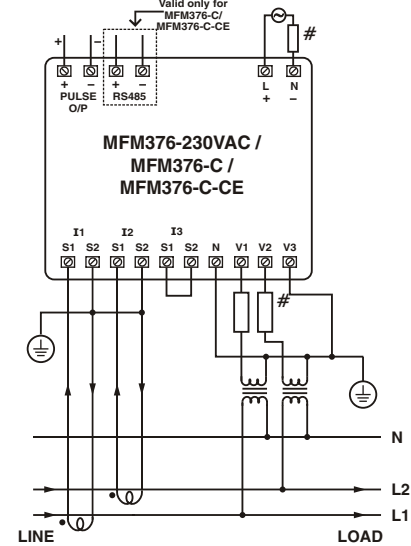 Valid only for
MFM376-C/
MFM376-C-CE
+ –
#
+ – + –
PULSE
O/P
RS485
L N
+ –
MFM376-230VAC /
MFM376-C /
MFM376-C-CE
I1 I2 I3
S1 S2 S1 S2 S1 S2 N V1 V2 V3
#
N
L2
L1
LINE LOAD